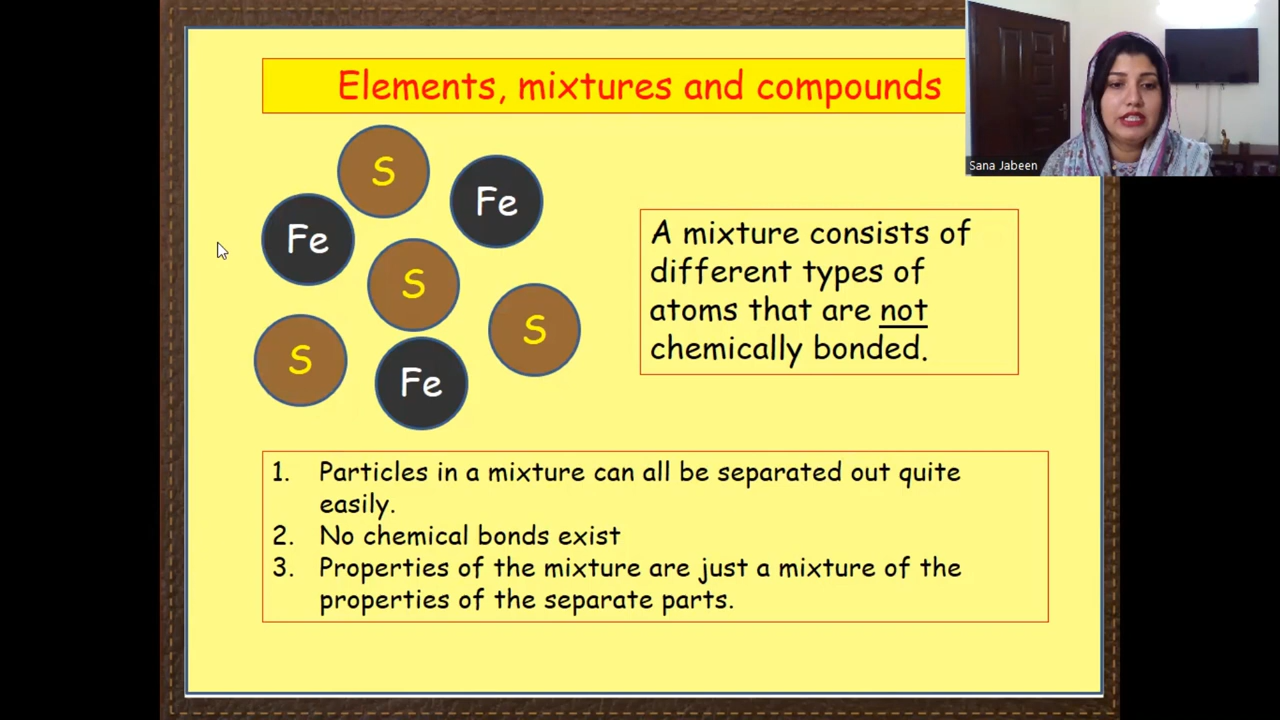 Elements, mixtures and compounds
Sana Jabeen
S
Fe
Fe
S
S
S
Fe
A mixture consists of
different types of
atoms that are not
chemically bonded.
1. Particles in a mixture can all be separated out quite
easily.
2. No chemical bonds exist
3. Properties of the mixture are just a mixture of the
properties of the separate parts.